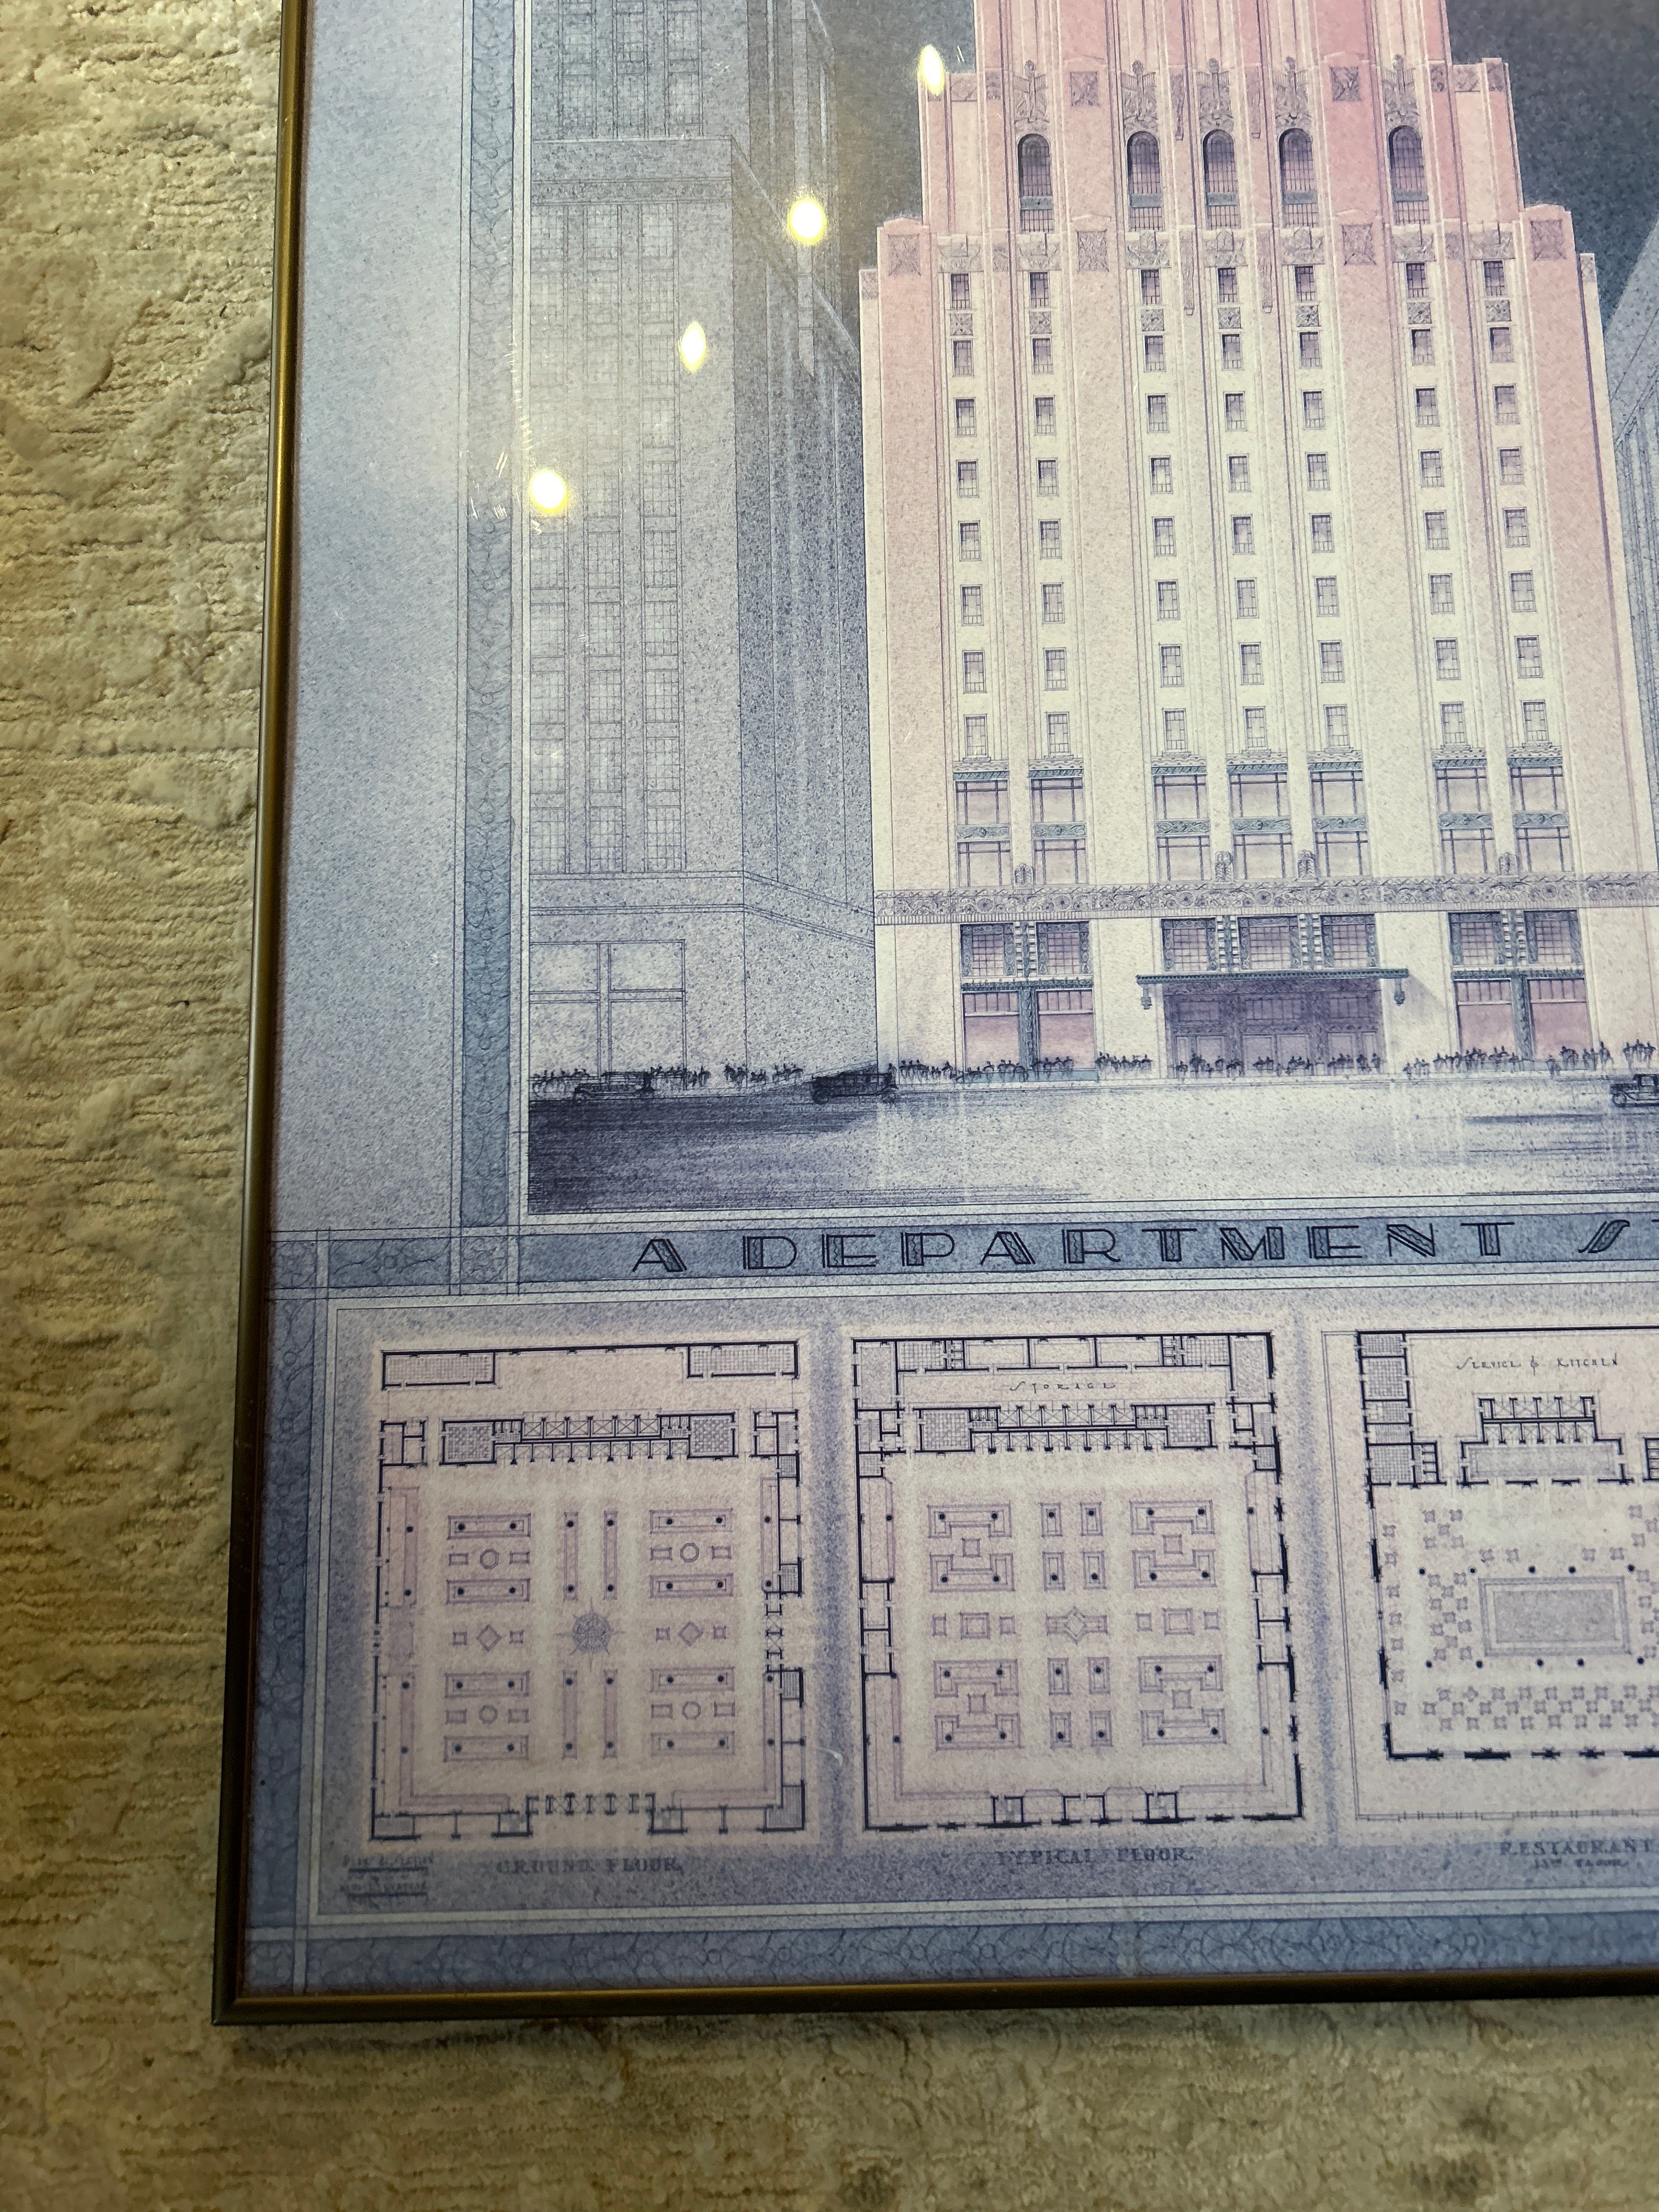 A DEPARTMENT
SERVICE & KITCHEN
STORAGE
GROUND FLOOR.
TYPICAL FLOOR.
RESTAURANT